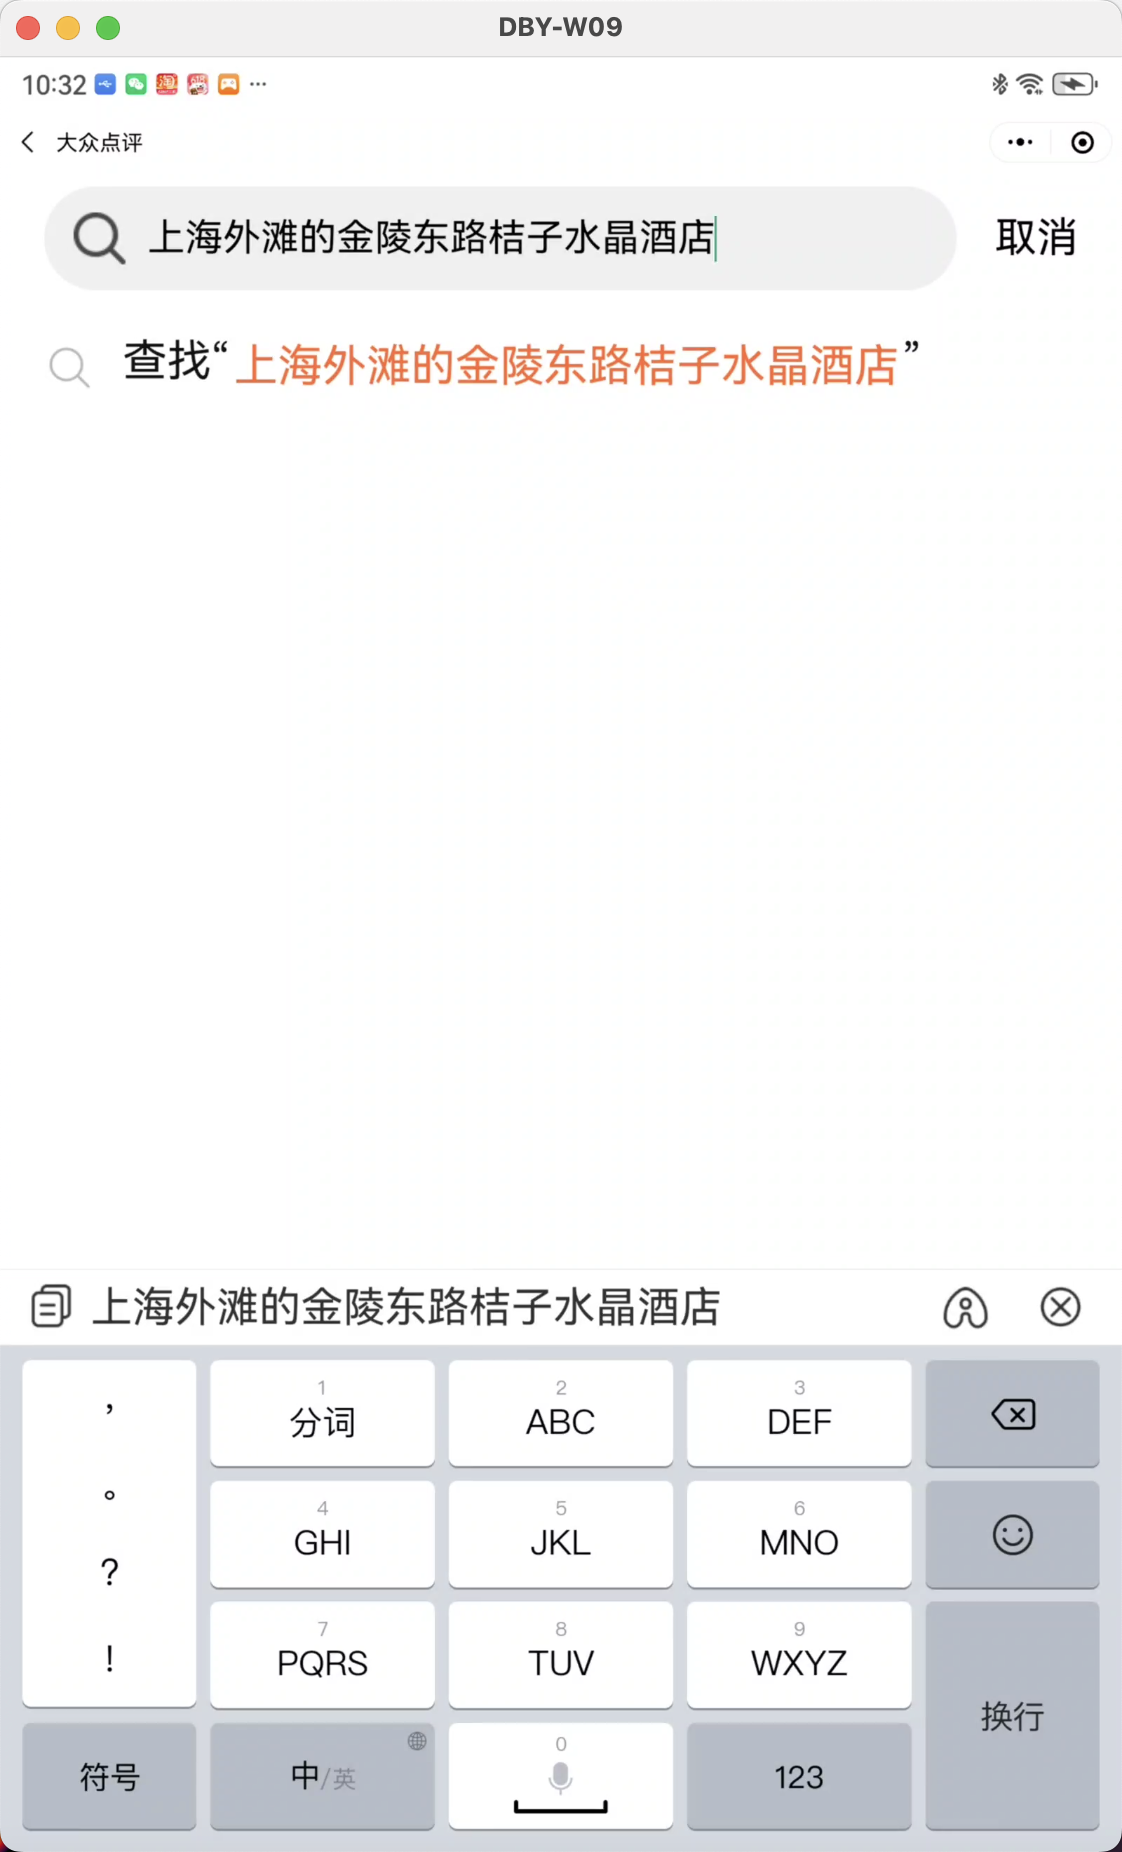 DBY-W09
10:32
大众点评
上海外滩的金陵东路桔子水晶酒店
取消
查找“上海外滩的金陵东路桔子水晶酒店”
上海外滩的金陵东路桔子水晶酒店
，
。
?
!
1
分词
2
ABC
3
DEF
4
GHI
5
JKL
6
MNO
7
PQRS
8
TUV
9
WXYZ
换行
符号
中/英
0
123